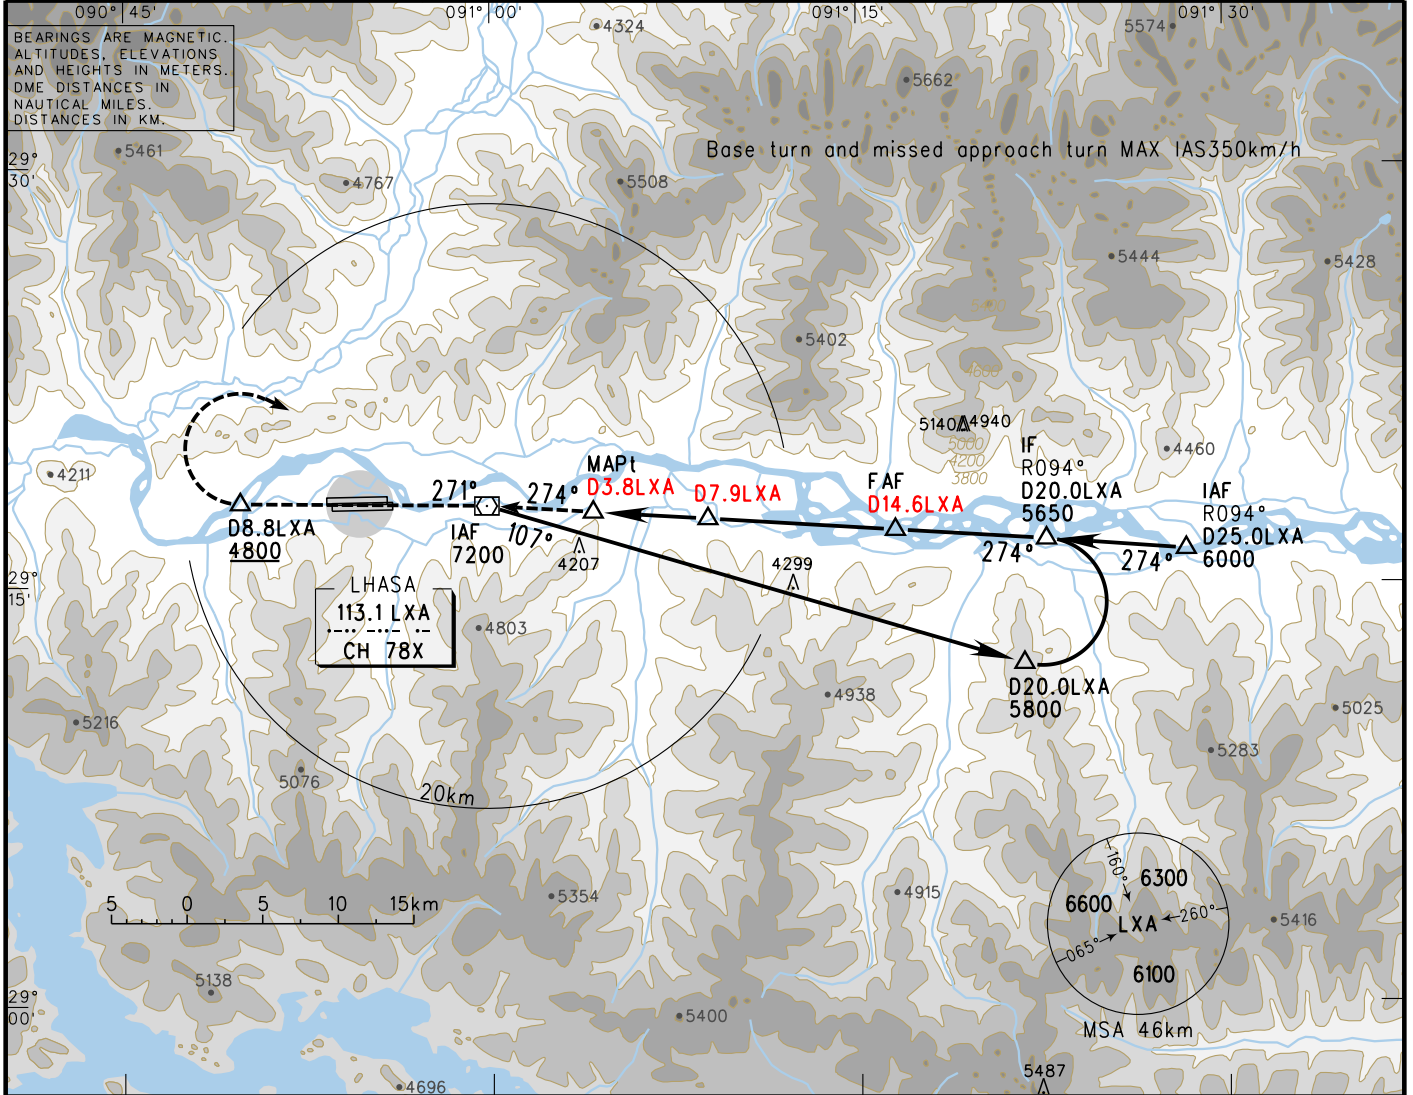 090° 45'
091° 00'
091° 15'
091° 30'
BEARINGS ARE MAGNETIC.
ALTITUDES, ELEVATIONS
AND HEIGHTS IN METERS.
DME DISTANCES IN
NAUTICAL MILES.
DISTANCES IN KM.
4324
5574
5662
5461
Base turn and missed approach turn MAX IAS350km/h
29°
30'
4767
5508
5444
5428
5400
5402
4600
5140
4940
5000
4200
3800
4460
4211
MAPt
D3.8LXA
D7.9LXA
FAF
D14.6LXA
IF
R094°
D20.0LXA
5650
IAF
R094°
D25.0LXA
6000
271°
274°
274°
274°
D8.8LXA
4800
IAF
7200
107°
4207
4299
29°
15'
LHASA
113.1 LXA
·-·· -··- ·-
CH 78X
4803
D20.0LXA
5800
4938
5025
5216
5283
5076
20km
5 0 5 10 15km
5354
4915
5416
160°
6300
6600
LXA
260°
065°
6100
MSA 46km
5138
29°
00'
5400
5487
4696